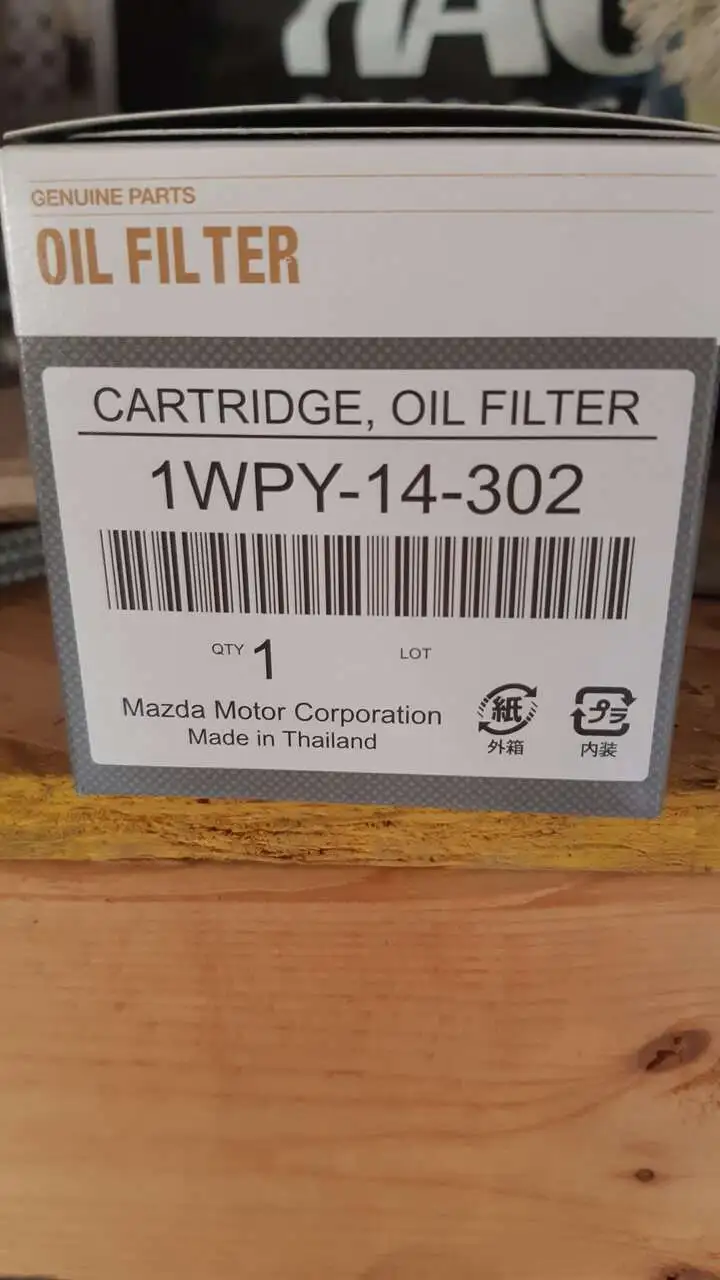 GENUINE PARTS
OIL FILTER
CARTRIDGE, OIL FILTER
1WPY-14-302
QTY 1 LOT
Mazda Motor Corporation
Made in Thailand
紙
外箱
プラ
内装